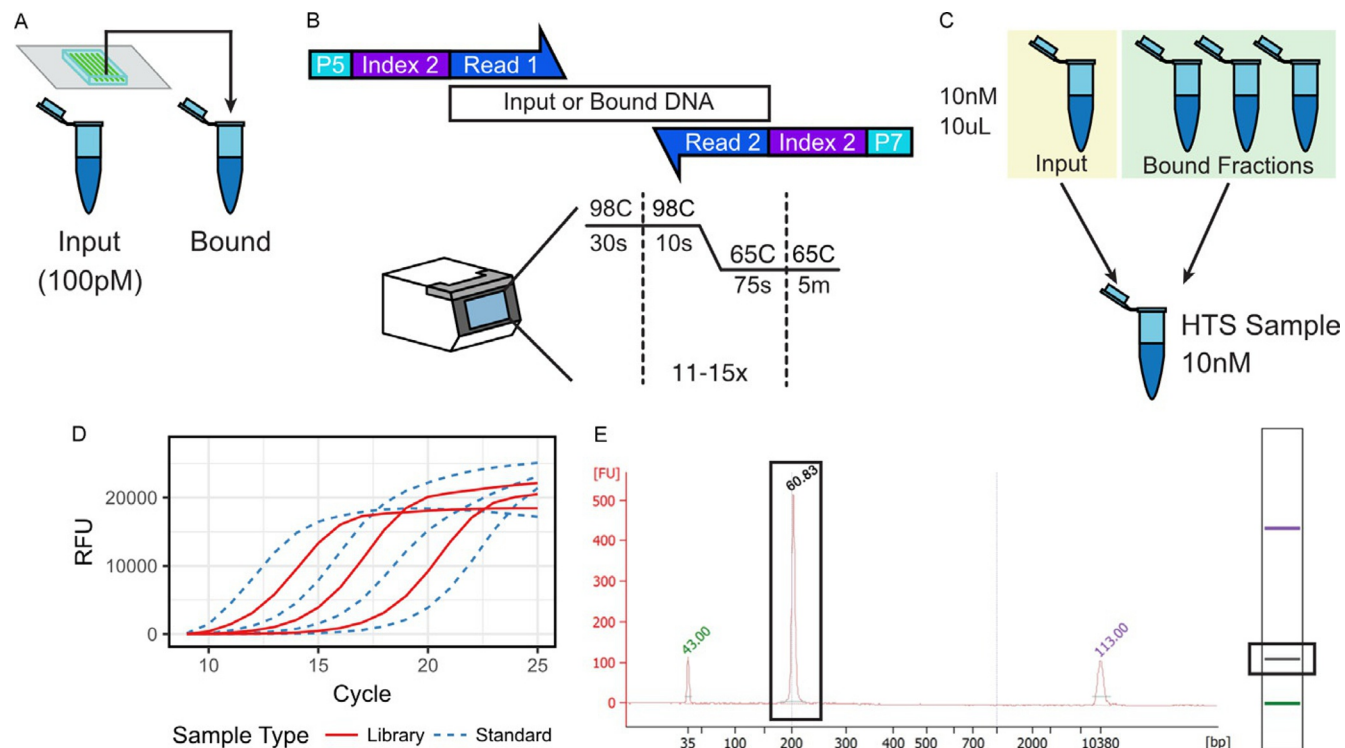 A
Input
(100pM)
Bound
B
P5 Index 2 Read 1
Input or Bound DNA
Read 2 Index 2 P7
98C 98C
30s 10s
65C 65C
75s 5m
11-15x
C
10nM
10uL
Input
Bound Fractions
HTS Sample
10nM
D
RFU
20000
10000
0
10 15 20 25
Cycle
Sample Type Library Standard
E
[FU]
500
400
300
200
100
0
43.00
60.83
113.00
35 100 200 300 400 500 700 2000 10380 [bp]